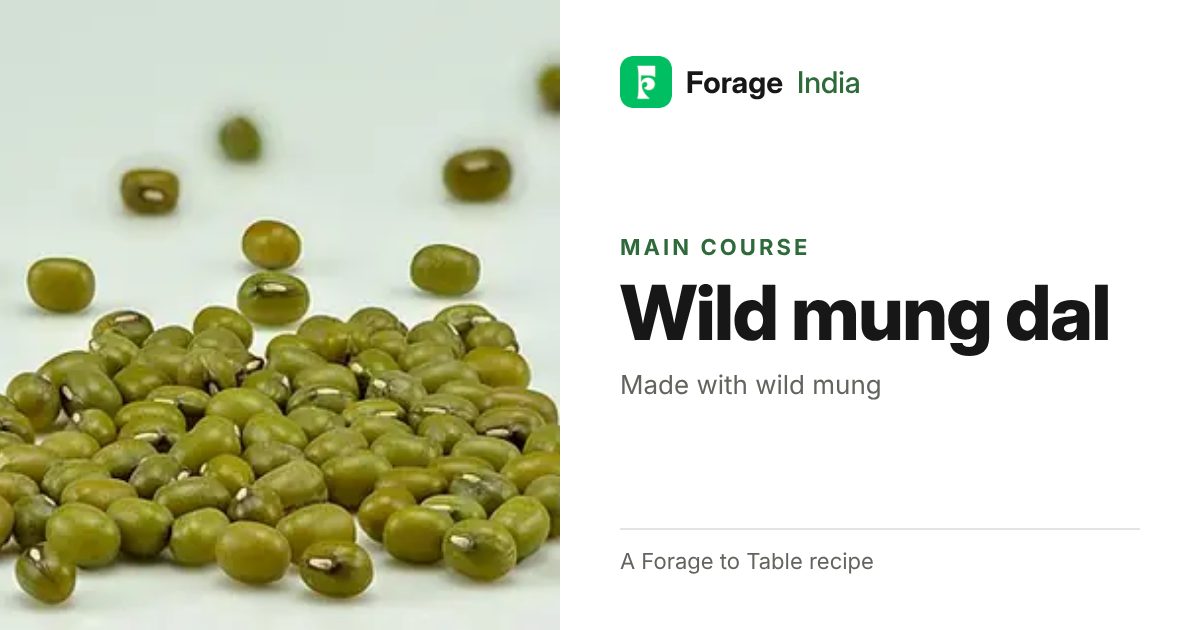 Forage India
MAIN COURSE
Wild mung dal
Made with wild mung
A Forage to Table recipe